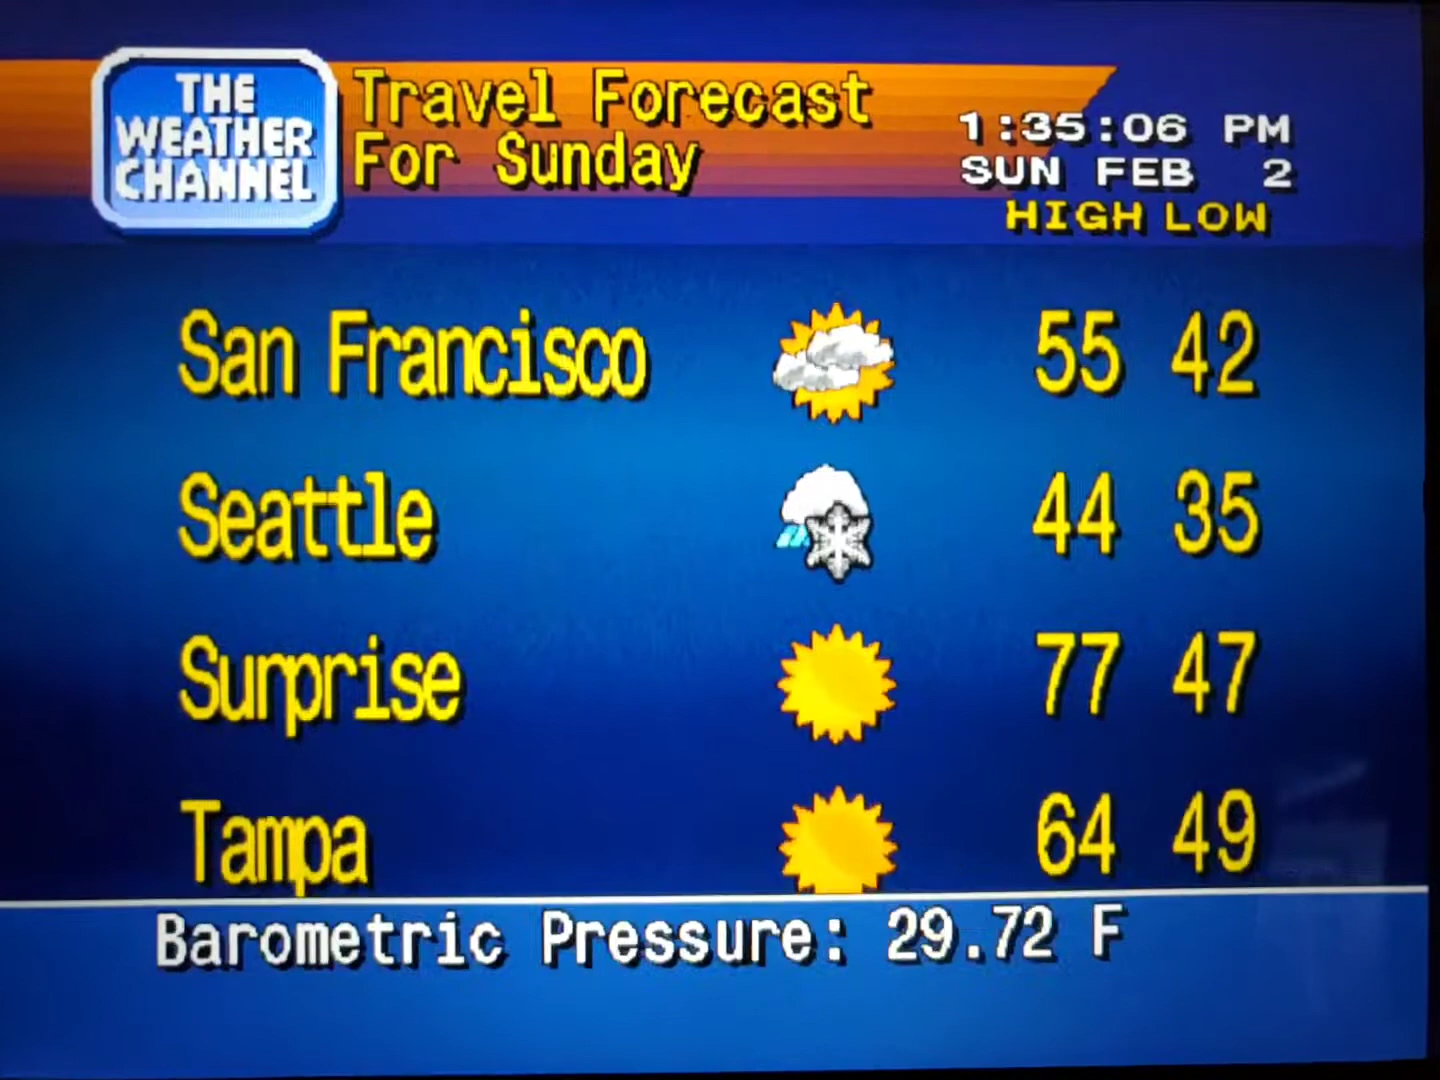 THE
WEATHER
CHANNEL
Travel Forecast
For Sunday
1:35:06 PM
SUN FEB 2
HIGH LOW
San Francisco 55 42
Seattle 44 35
Surprise 77 47
Tampa 64 49
Barometric Pressure: 29.72 F